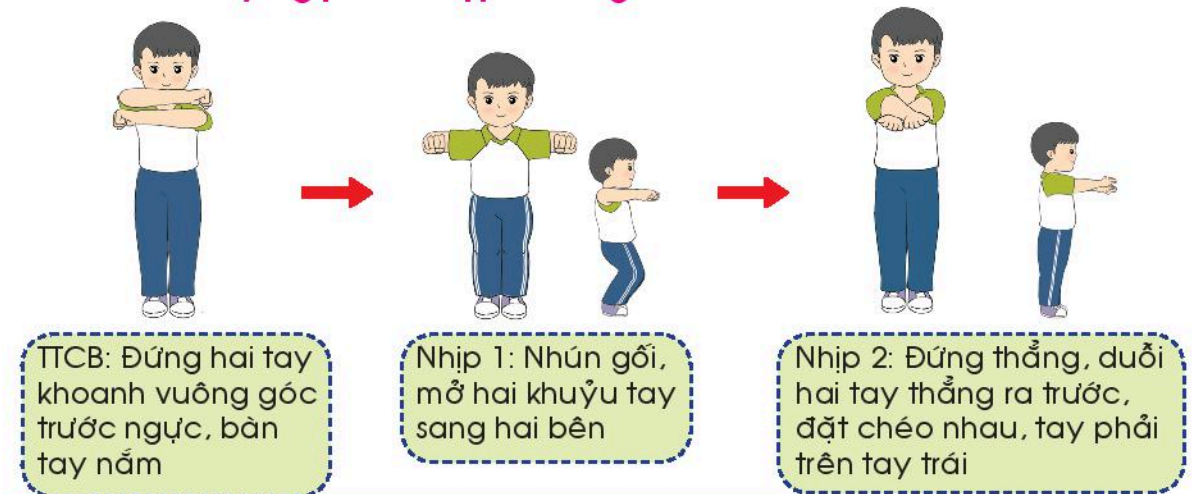 TTCB: Đứng hai tay
khoanh vuông góc
trước ngực, bàn
tay nắm
Nhịp 1: Nhún gối,
mở hai khuỷu tay
sang hai bên
Nhịp 2: Đứng thẳng, duỗi
hai tay thẳng ra trước,
đặt chéo nhau, tay phải
trên tay trái